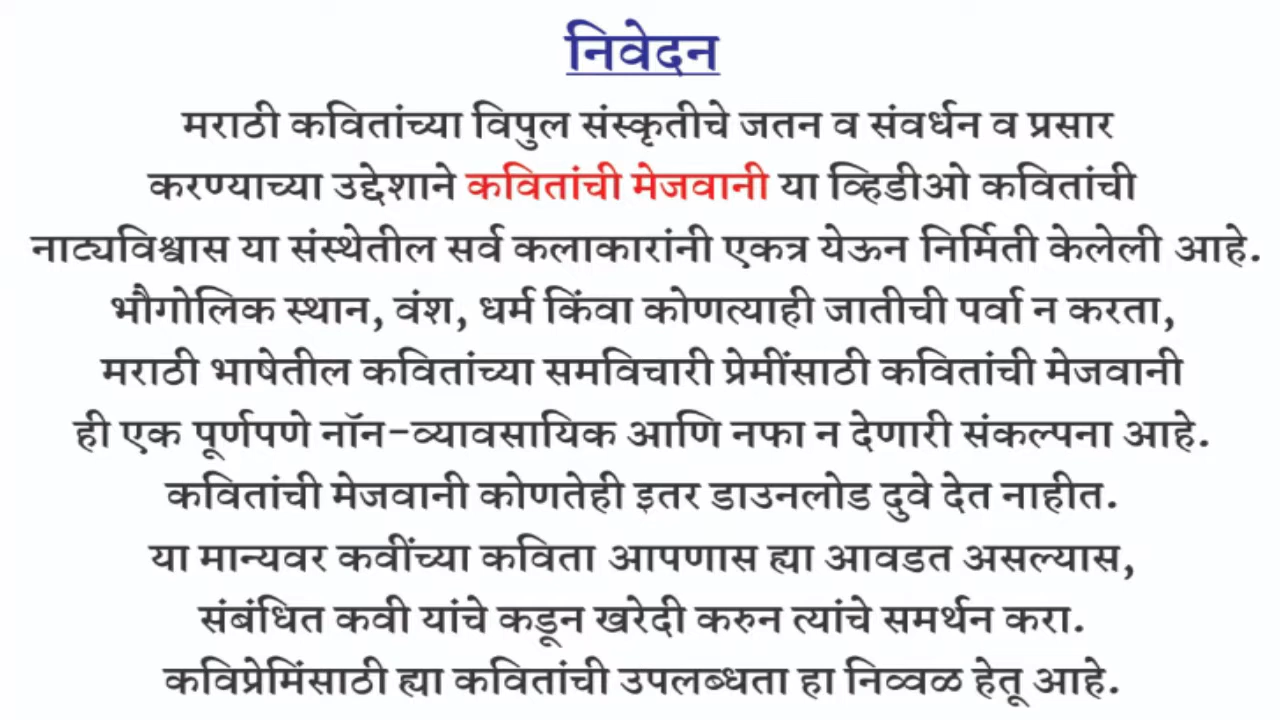 निवेदन
मराठी कवितांच्या विपुल संस्कृतीचे जतन व संवर्धन व प्रसार
करण्याच्या उद्देशाने कवितांची मेजवानी या व्हिडीओ कवितांची
नाट्यविश्वास या संस्थेतील सर्व कलाकारांनी एकत्र येऊन निर्मिती केलेली आहे.
भौगोलिक स्थान, वंश, धर्म किंवा कोणत्याही जातीची पर्वा न करता,
मराठी भाषेतील कवितांच्या समविचारी प्रेमींसाठी कवितांची मेजवानी
ही एक पूर्णपणे नॉन-व्यावसायिक आणि नफा न देणारी संकल्पना आहे.
कवितांची मेजवानी कोणतेही इतर डाउनलोड दुवे देत नाहीत.
या मान्यवर कवींच्या कविता आपणास ह्या आवडत असल्यास,
संबंधित कवी यांचे कडून खरेदी करुन त्यांचे समर्थन करा.
कविप्रेमिंसाठी ह्या कवितांची उपलब्धता हा निव्वळ हेतू आहे.